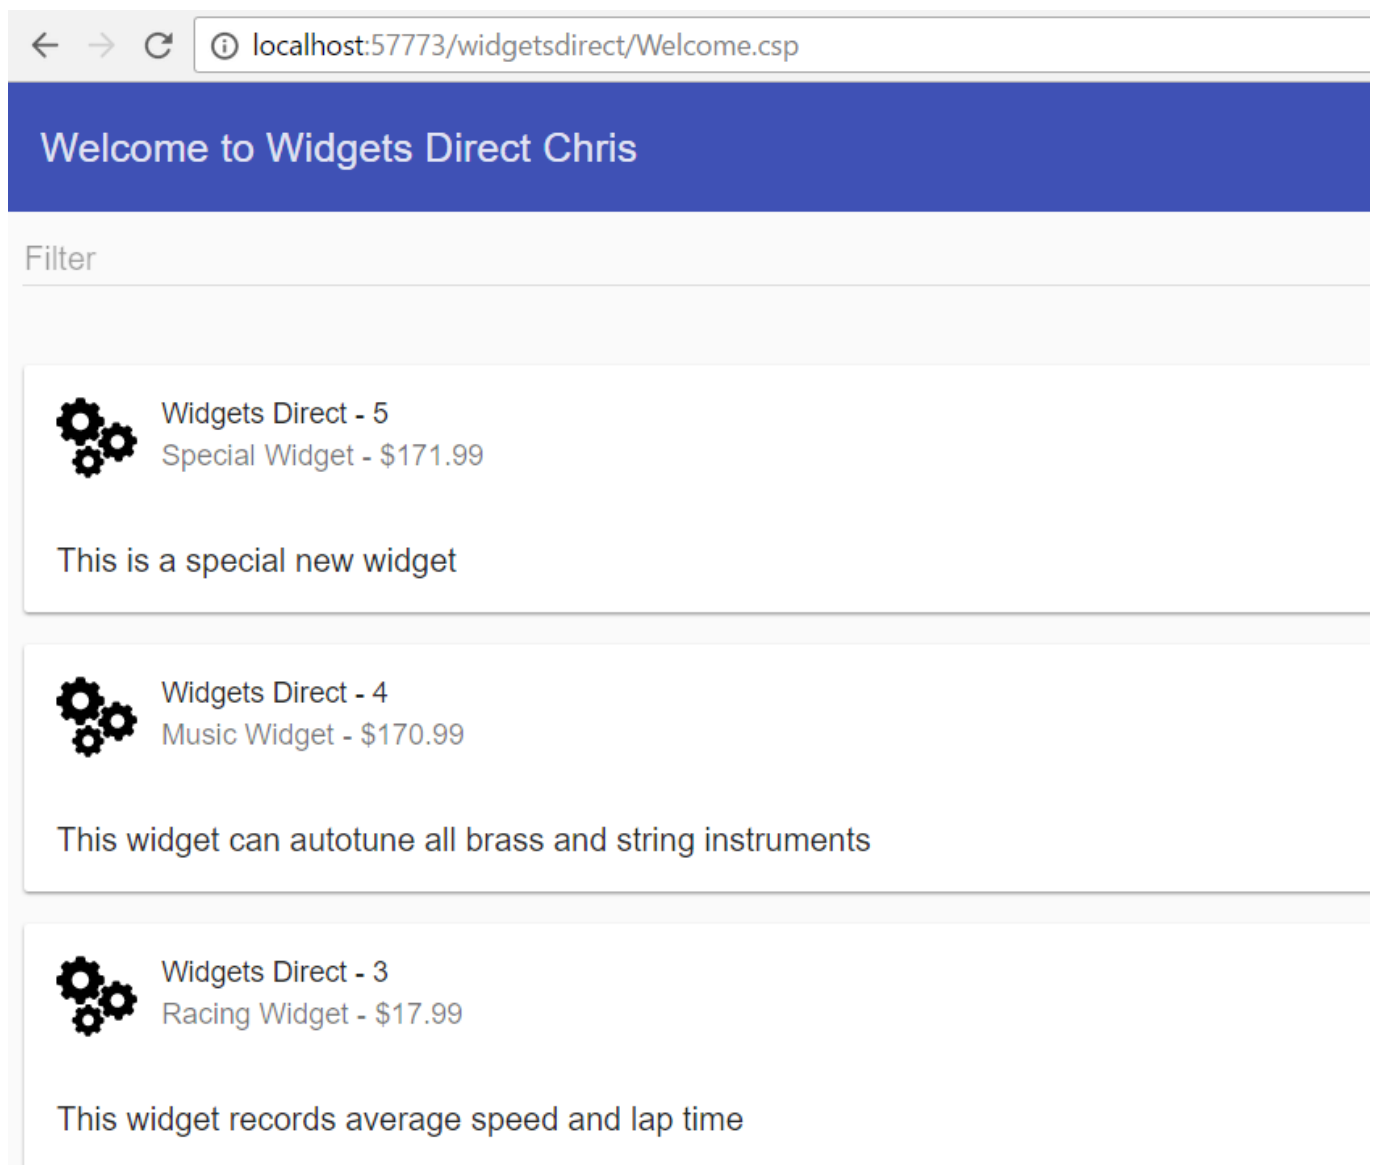 localhost:57773/widgetsdirect/Welcome.csp
Welcome to Widgets Direct Chris
Filter
Widgets Direct - 5
Special Widget - $171.99
This is a special new widget
Widgets Direct - 4
Music Widget - $170.99
This widget can autotune all brass and string instruments
Widgets Direct - 3
Racing Widget - $17.99
This widget records average speed and lap time